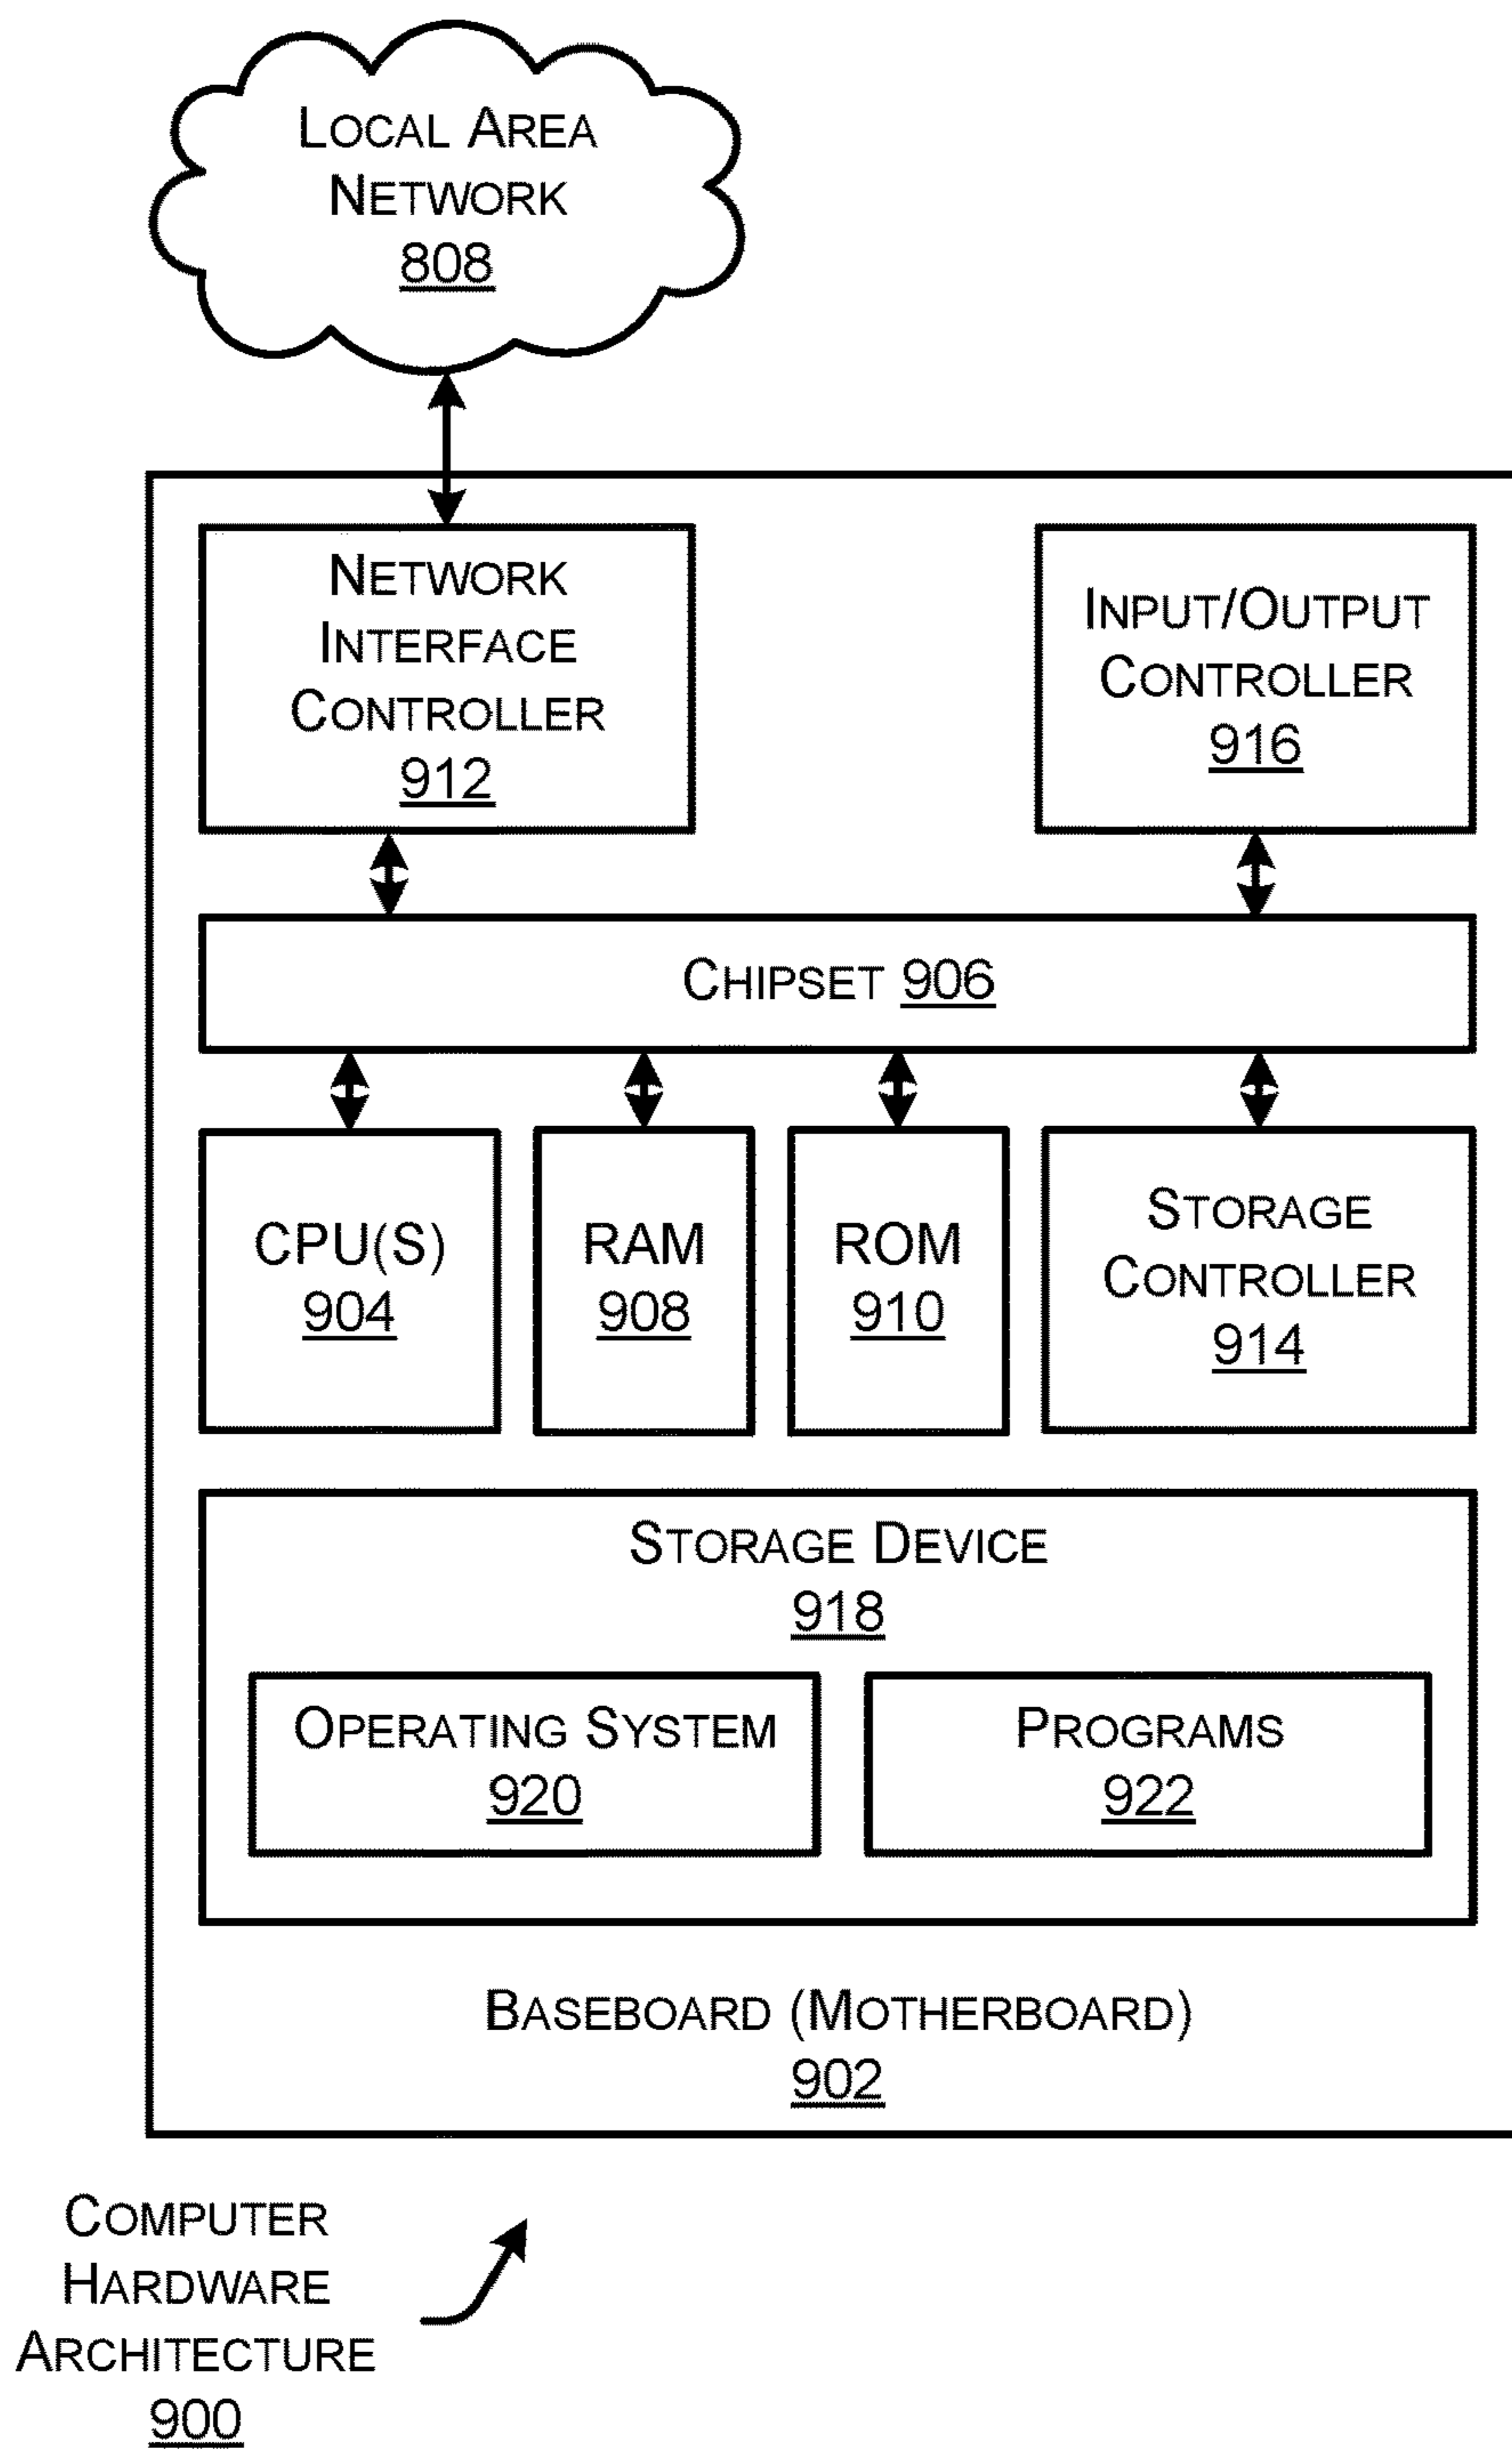 LOCAL AREA
NETWORK
808
NETWORK
INTERFACE
CONTROLLER
912
INPUT/OUTPUT
CONTROLLER
916
CHIPSET 906
CPU(S)
904
RAM
908
ROM
910
STORAGE
CONTROLLER
914
STORAGE DEVICE
918
OPERATING SYSTEM
920
PROGRAMS
922
BASEBOARD (MOTHERBOARD)
902
COMPUTER
HARDWARE
ARCHITECTURE
900